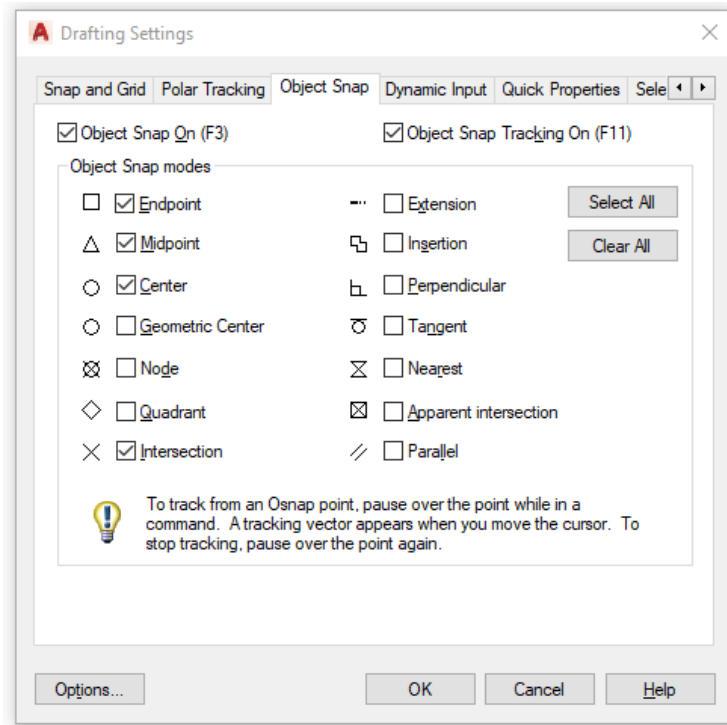 Drafting Settings
Snap and Grid Polar Tracking Object Snap Dynamic Input Quick Properties Sele
Object Snap On (F3) Object Snap Tracking On (F11)
Object Snap modes
Endpoint Extension Select All
Midpoint Insertion Clear All
Center Perpendicular
Geometric Center Tangent
Node Nearest
Quadrant Apparent intersection
Intersection Parallel
To track from an Osnap point, pause over the point while in a
command. A tracking vector appears when you move the cursor. To
stop tracking, pause over the point again.
Options... OK Cancel Help